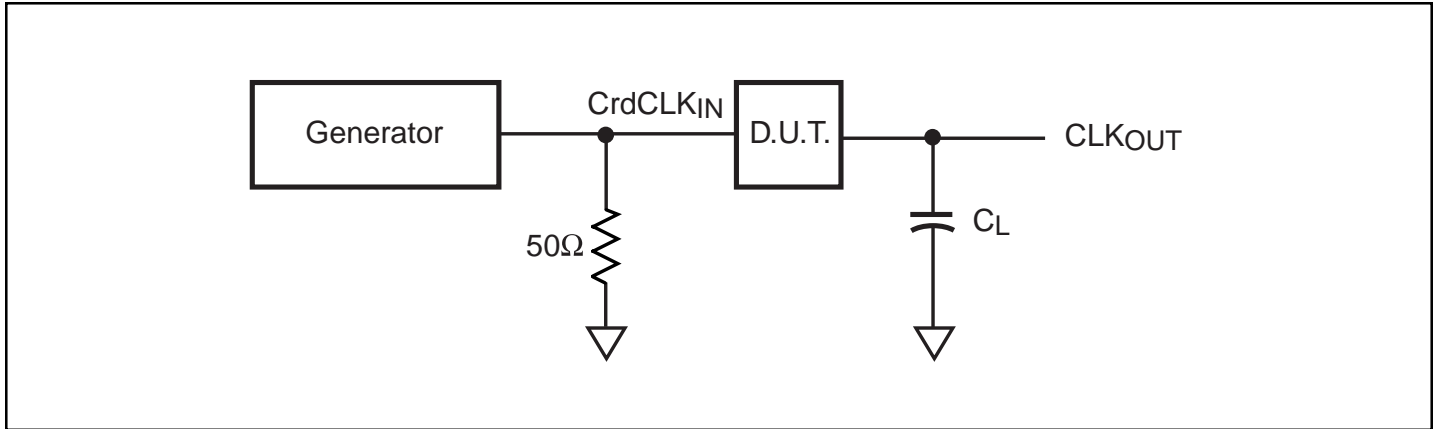 Generator
CrdCLKIN
D.U.T.
CLKOUT
50Ω
CL